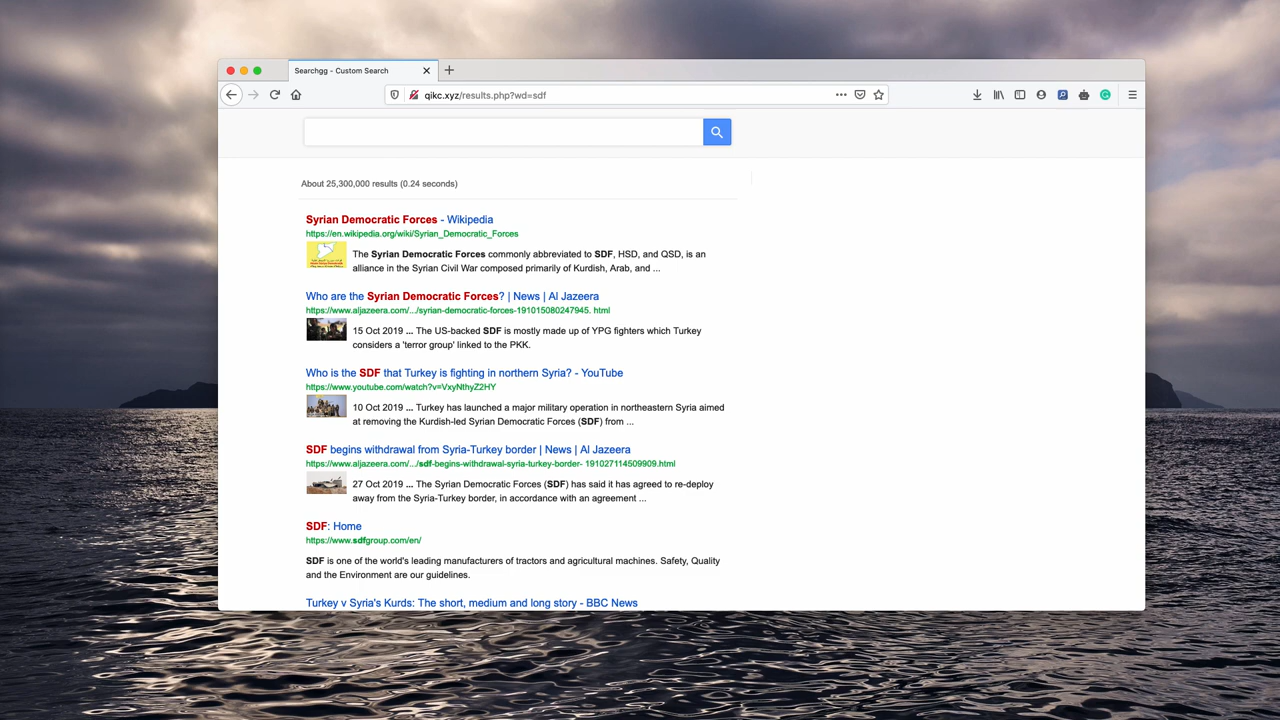 Searchgg - Custom Search
qikc.xyz/results.php?wd=sdf
About 25,300,000 results (0.24 seconds)
Syrian Democratic Forces - Wikipedia
https://en.wikipedia.org/wiki/Syrian_Democratic_Forces
The Syrian Democratic Forces commonly abbreviated to SDF, HSD, and QSD, is an
alliance in the Syrian Civil War composed primarily of Kurdish, Arab, and ...
Who are the Syrian Democratic Forces? | News | Al Jazeera
https://www.aljazeera.com/.../syrian-democratic-forces-191015080247945. html
15 Oct 2019 ... The US-backed SDF is mostly made up of YPG fighters which Turkey
considers a 'terror group' linked to the PKK.
Who is the SDF that Turkey is fighting in northern Syria? - YouTube
https://www.youtube.com/watch?v=VxyNthyZ2HY
10 Oct 2019 ... Turkey has launched a major military operation in northeastern Syria aimed
at removing the Kurdish-led Syrian Democratic Forces (SDF) from ...
SDF begins withdrawal from Syria-Turkey border | News | Al Jazeera
https://www.aljazeera.com/.../sdf-begins-withdrawal-syria-turkey-border- 191027114509909.html
27 Oct 2019 ... The Syrian Democratic Forces (SDF) has said it has agreed to re-deploy
away from the Syria-Turkey border, in accordance with an agreement ...
SDF: Home
https://www.sdfgroup.com/en/
SDF is one of the world's leading manufacturers of tractors and agricultural machines. Safety, Quality
and the Environment are our guidelines.
Turkey v Syria's Kurds: The short, medium and long story - BBC News